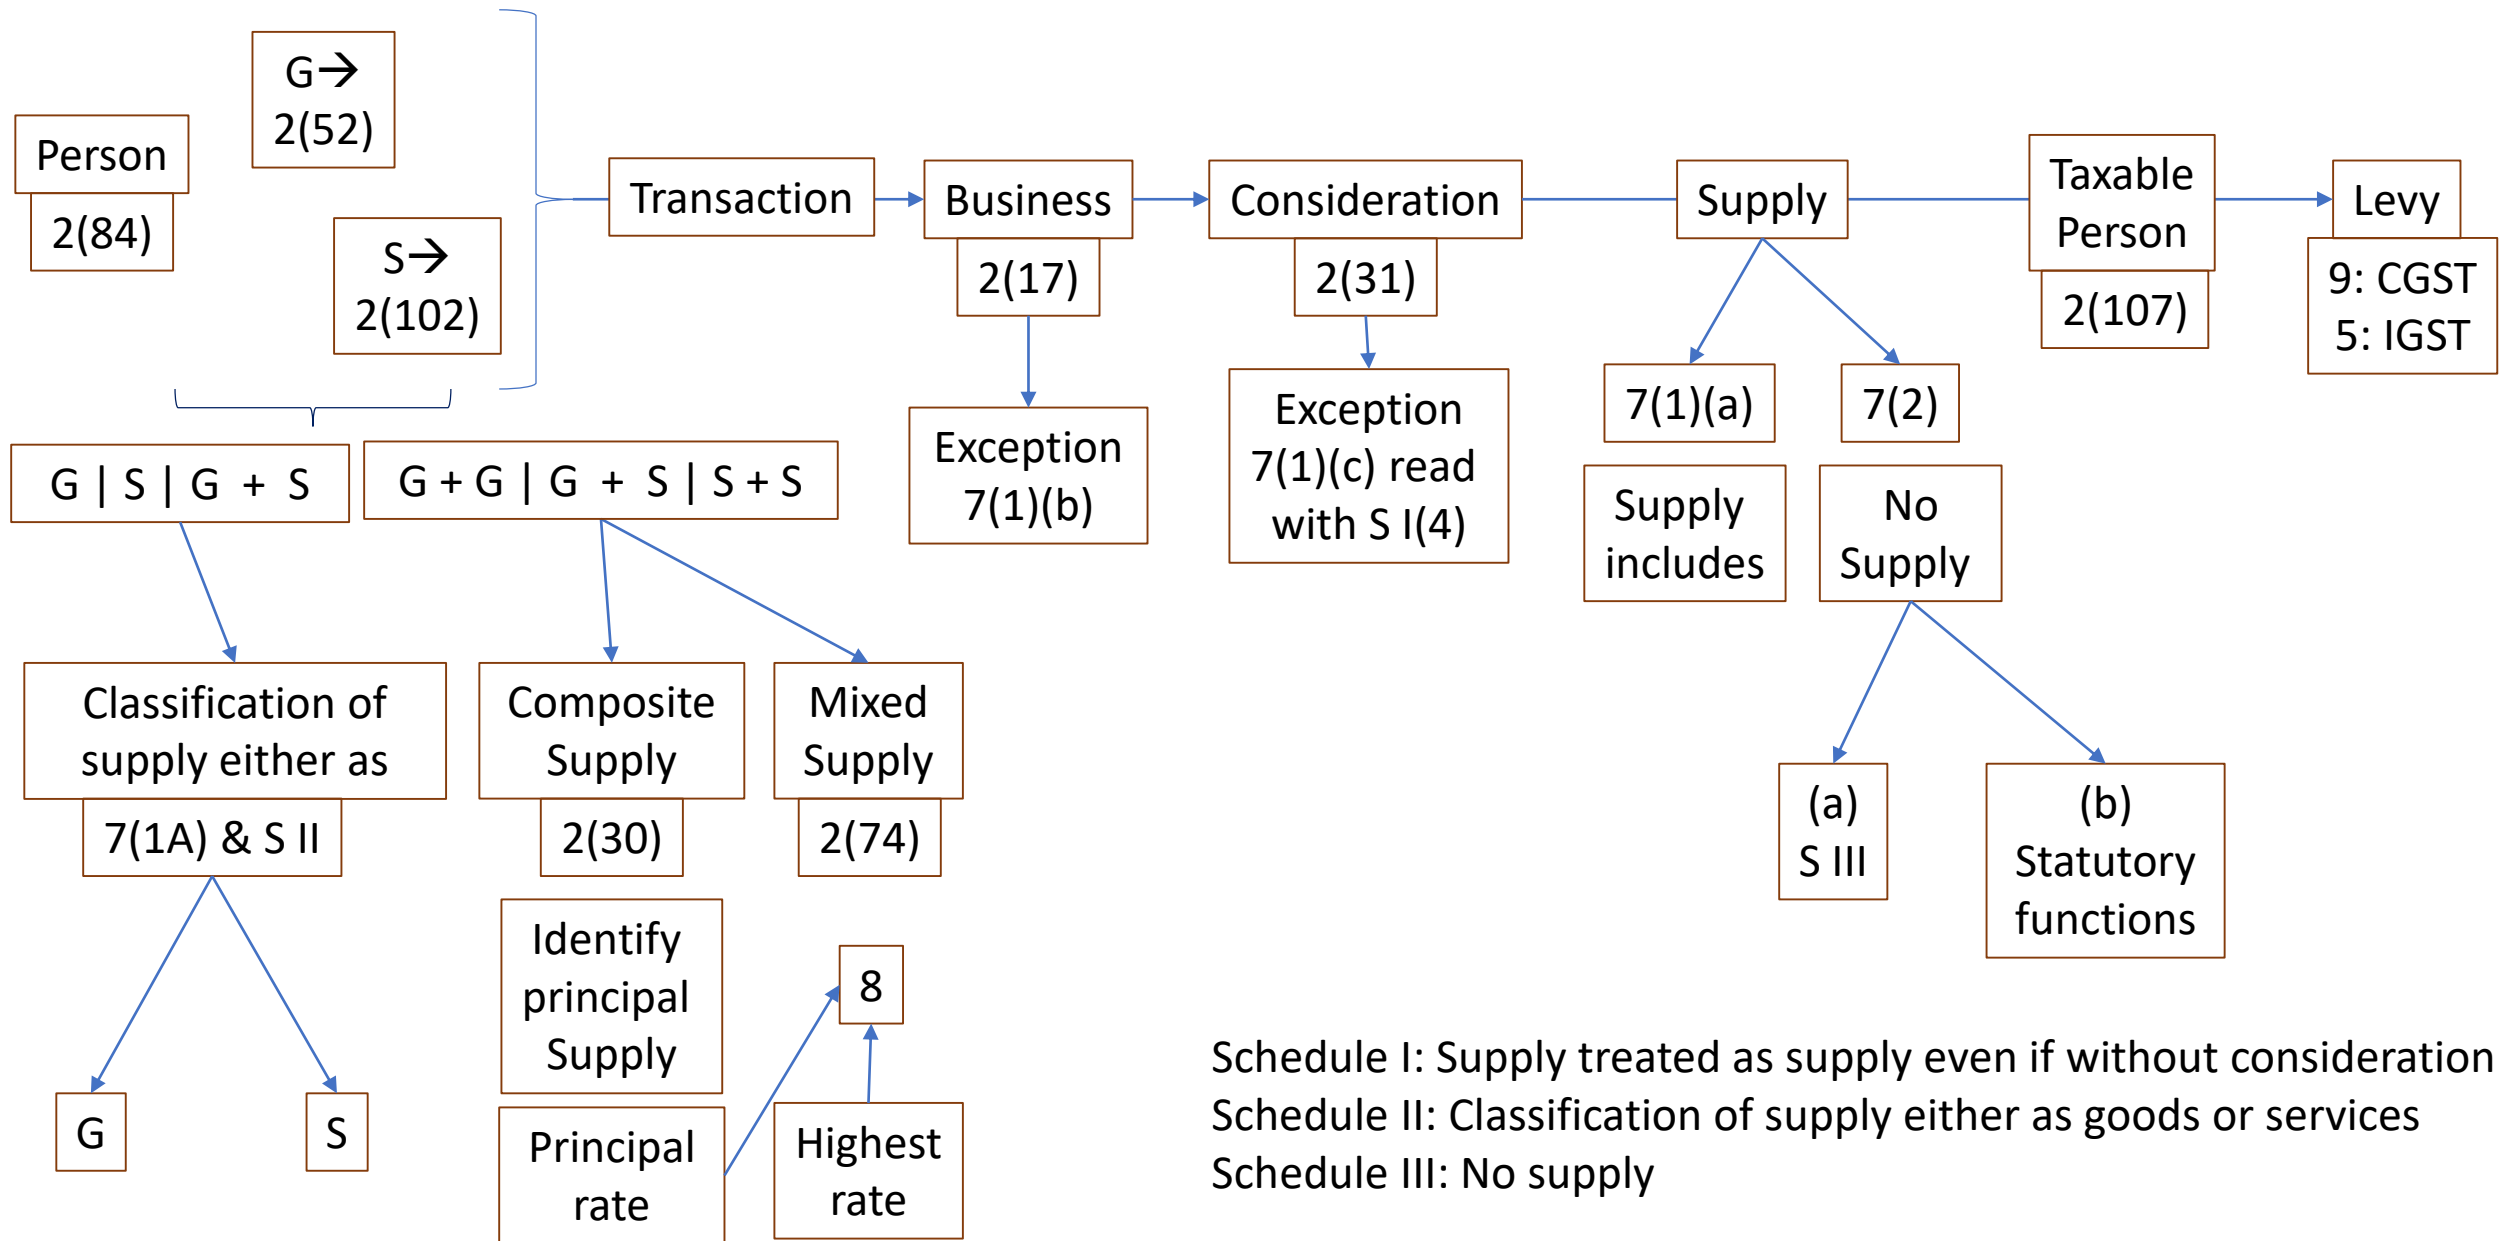 G→
2(52)
Person
2(84)
S→
2(102)
Transaction
Business
2(17)
Exception
7(1)(b)
Consideration
2(31)
Exception
7(1)(c) read
with S I(4)
Supply
7(1)(a)
Supply
includes
7(2)
No
Supply
(a)
S III
(b)
Statutory
functions
Taxable
Person
2(107)
Levy
9: CGST
5: IGST
G | S | G + S
G + G | G + S | S + S
Classification of
supply either as
7(1A) & S II
G
S
Composite
Supply
2(30)
Identify
principal
Supply
Principal
rate
Mixed
Supply
2(74)
8
Highest
rate
Schedule I: Supply treated as supply even if without consideration
Schedule II: Classification of supply either as goods or services
Schedule III: No supply